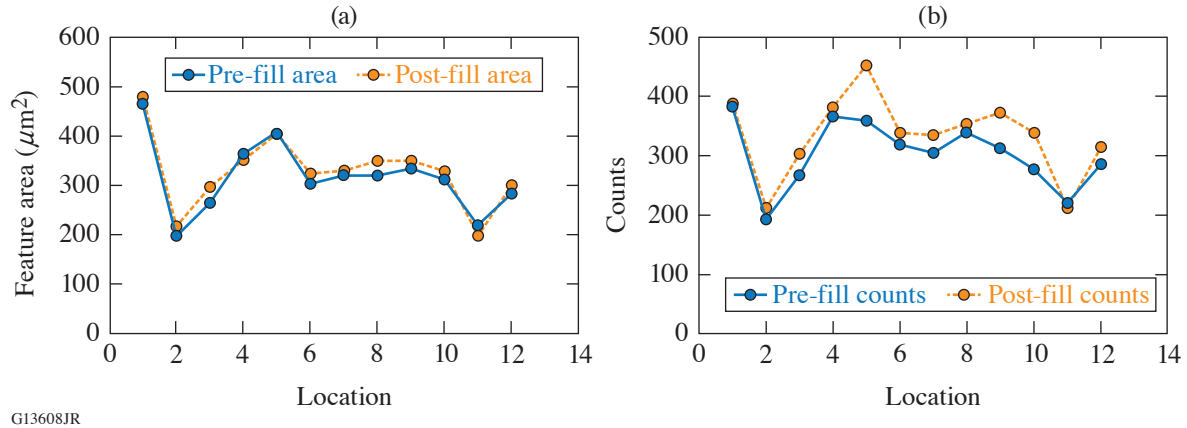 (a)
600
500
400
300
200
100
0
Feature area (μm²)
Pre-fill area
Post-fill area
0 2 4 6 8 10 12 14
Location
(b)
500
400
300
200
100
0
Counts
Pre-fill counts
Post-fill counts
0 2 4 6 8 10 12 14
Location
G13608JR